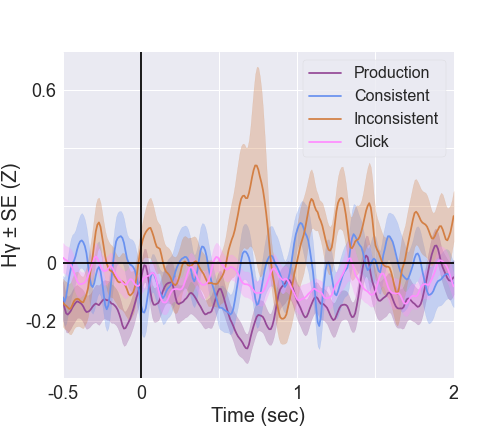 Production
Consistent
Inconsistent
Click
0.6
0
-0.2
Hγ ± SE (Z)
-0.5
0
1
2
Time (sec)